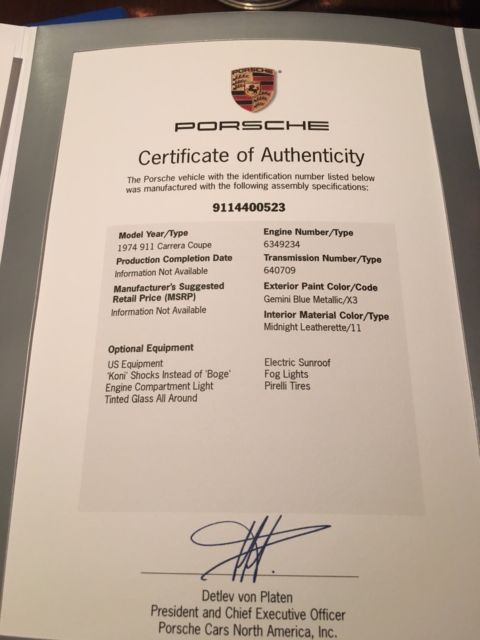 PORSCHE
PORSCHE
Certificate of Authenticity
The Porsche vehicle with the identification number listed below
was manufactured with the following assembly specifications:
9114400523
Model Year/Type
1974 911 Carrera Coupe
Production Completion Date
Information Not Available
Manufacturer's Suggested
Retail Price (MSRP)
Information Not Available
Engine Number/Type
6349234
Transmission Number/Type
640709
Exterior Paint Color/Code
Gemini Blue Metallic/X3
Interior Material Color/Type
Midnight Leatherette/11
Optional Equipment
US Equipment
'Koni' Shocks Instead of 'Boge'
Engine Compartment Light
Tinted Glass All Around
Electric Sunroof
Fog Lights
Pirelli Tires
Detlev von Platen
President and Chief Executive Officer
Porsche Cars North America, Inc.